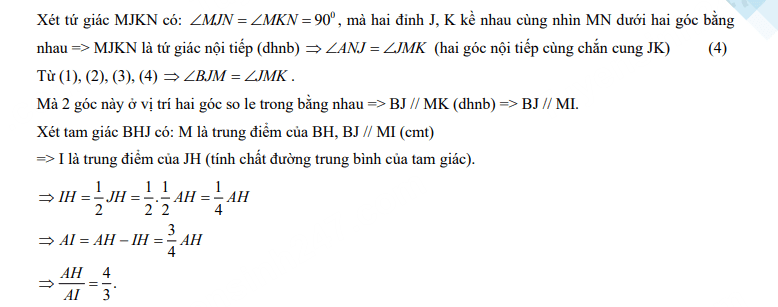 Xét tứ giác MJKN có: ∠MJN = ∠MKN = 90⁰, mà hai đinh J, K kề nhau cùng nhìn MN dưới hai góc bằng
nhau => MJKN là tứ giác nội tiếp (dhnb) ⇒ ∠ANJ = ∠JMK (hai góc nội tiếp cùng chắn cung JK) (4)
Từ (1), (2), (3), (4) ⇒ ∠BJM = ∠JMK .
Mà 2 góc này ở vị trí hai góc so le trong bằng nhau => BJ // MK (dhnb) => BJ // MI.
Xét tam giác BHJ có: M là trung điểm của BH, BJ // MI (cmt)
=> I là trung điểm của JH (tính chất đường trung bình của tam giác).
⇒ IH = 1/2 JH = 1/2 . 1/2 AH = 1/4 AH
⇒ AI = AH − IH = 3/4 AH
⇒ AH/AI = 4/3.